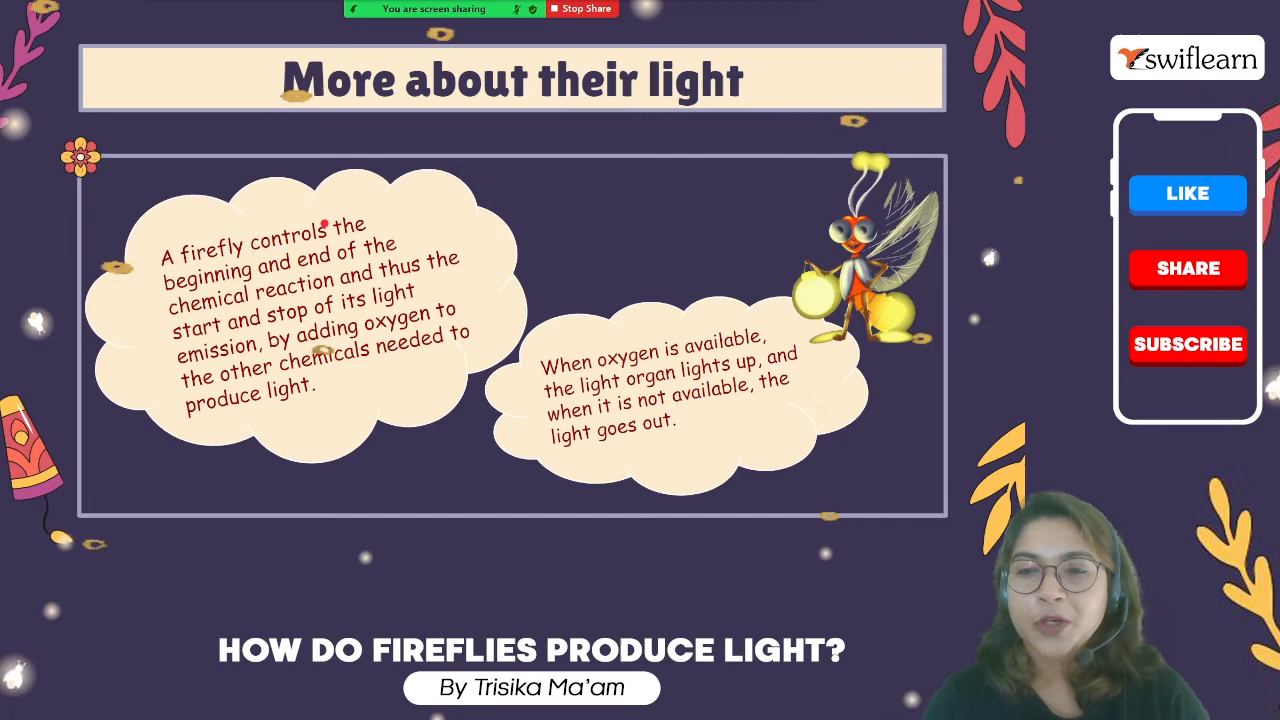 You are screen sharing
Stop Share
More about their light
swiflearn
A firefly controls the
beginning and end of the
chemical reaction and thus the
start and stop of its light
emission, by adding oxygen to
the other chemicals needed to
produce light.
When oxygen is available,
the light organ lights up, and
when it is not available, the
light goes out.
LIKE
SHARE
SUBSCRIBE
HOW DO FIREFLIES PRODUCE LIGHT?
By Trisika Ma'am